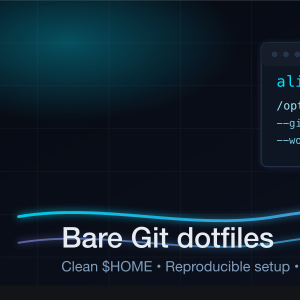 ali
/opt
--gi
--wo
Bare Git dotfiles
Clean $HOME • Reproducible setup •